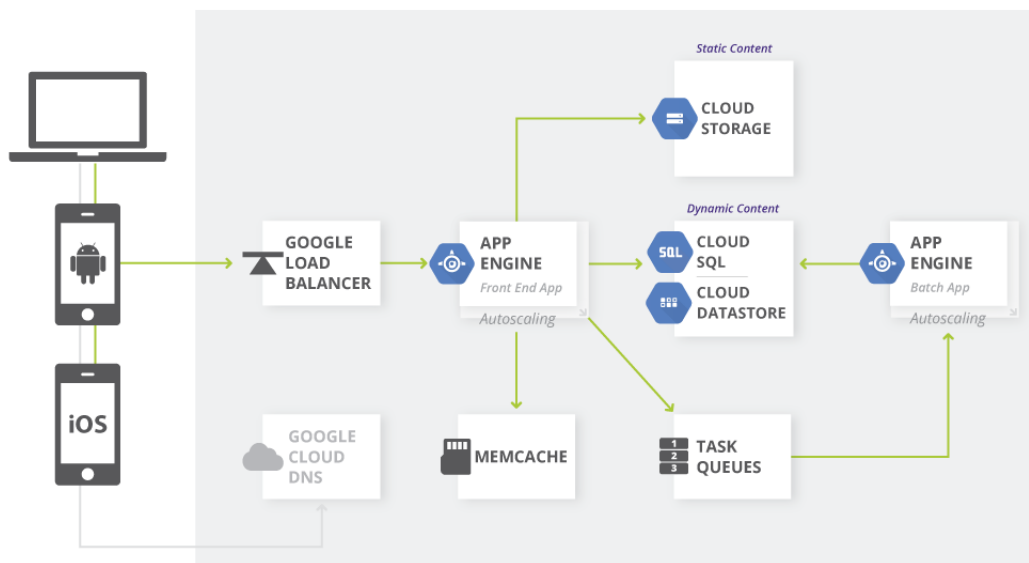 Static Content
CLOUD
STORAGE
Dynamic Content
GOOGLE
LOAD
BALANCER
APP
ENGINE
Front End App
Autoscaling
SQL
CLOUD
SQL
CLOUD
DATASTORE
APP
ENGINE
Batch App
Autoscaling
iOS
GOOGLE
CLOUD
DNS
MEMCACHE
1
2
3
TASK
QUEUES